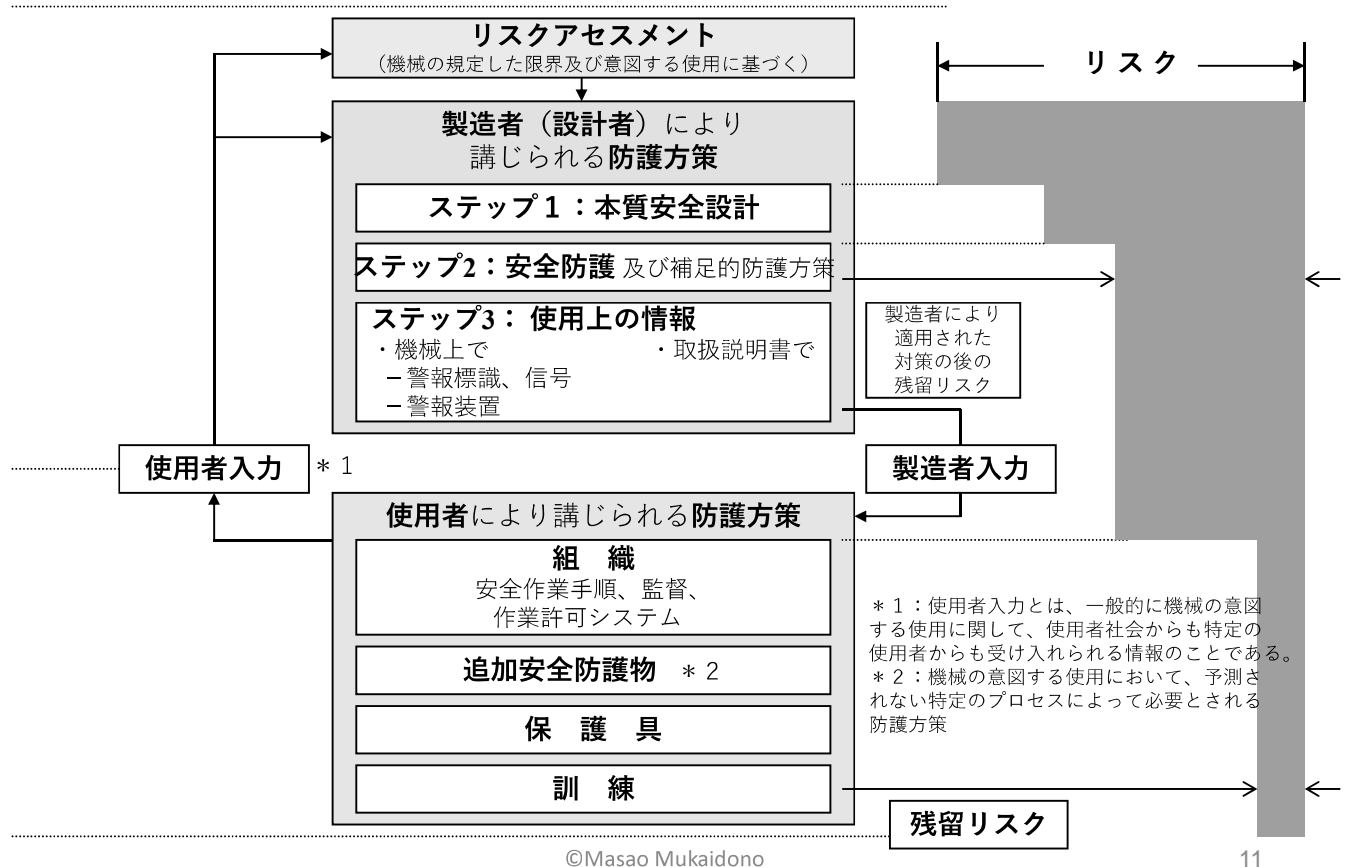 リスクアセスメント
（機械の規定した限界及び意図する使用に基づく）
リ ス ク
製造者（設計者）により
講じられる防護方策
ステップ１：本質安全設計
ステップ2：安全防護 及び補足的防護方策
ステップ3： 使用上の情報
・機械上で ・取扱説明書で
－警報標識、信号
－警報装置
製造者により
適用された
対策の後の
残留リスク
使用者入力 ＊１
製造者入力
使用者により講じられる防護方策
組　織
安全作業手順、監督、
作業許可システム
追加安全防護物 ＊２
保　護　具
訓　練
＊１：使用者入力とは、一般的に機械の意図
する使用に関して、使用者社会からも特定の
使用者からも受け入れられる情報のことである。
＊２：機械の意図する使用において、予測さ
れない特定のプロセスによって必要とされる
防護方策
残留リスク
©Masao Mukaidono
11